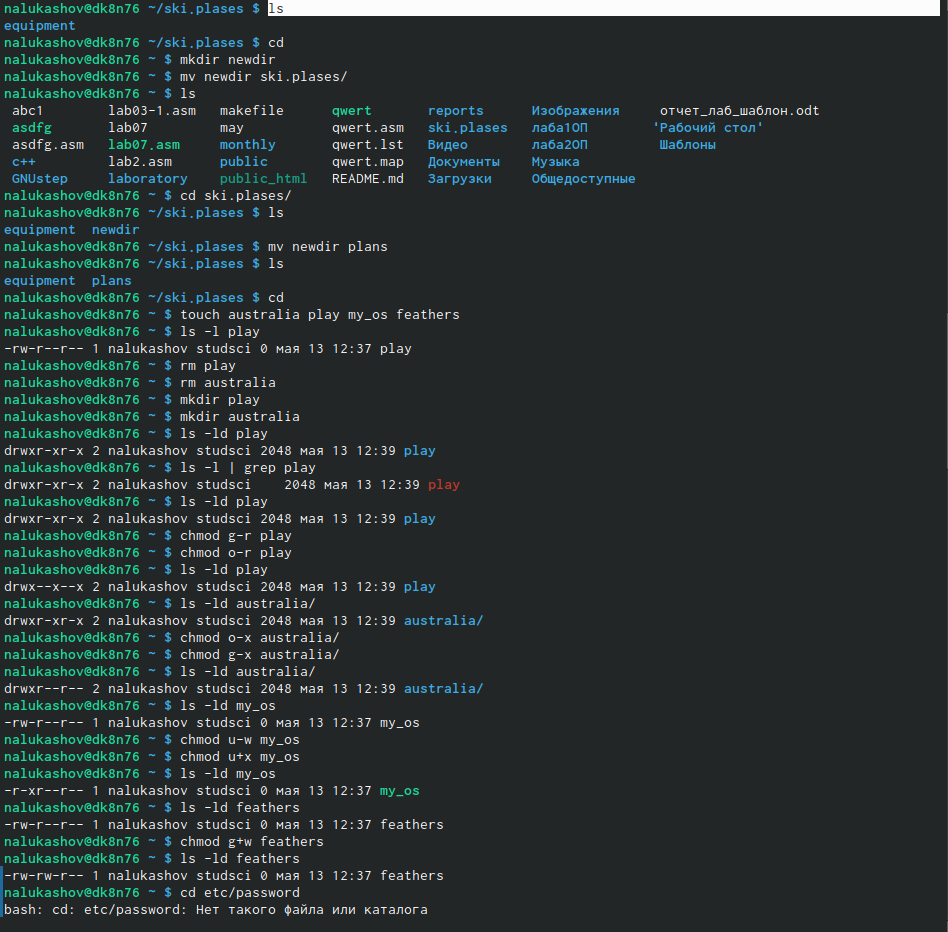 nalukashov@dk8n76 ~/ski.plases $ ls
equipment
nalukashov@dk8n76 ~/ski.plases $ cd
nalukashov@dk8n76 ~ $ mkdir newdir
nalukashov@dk8n76 ~ $ mv newdir ski.plases/
nalukashov@dk8n76 ~ $ ls
abc1 lab03-1.asm makefile qwert reports Изображения отчет_лаб_шаблон.odt
asdfg lab07 may qwert.asm ski.plases лаба1ОП 'Рабочий стол'
asdfg.asm lab07.asm monthly qwert.lst Видео лаба2ОП Шаблоны
c++ lab2.asm public qwert.map Документы Музыка
GNUstep laboratory public_html README.md Загрузки Общедоступные
nalukashov@dk8n76 ~ $ cd ski.plases/
nalukashov@dk8n76 ~/ski.plases $ ls
equipment newdir
nalukashov@dk8n76 ~/ski.plases $ mv newdir plans
nalukashov@dk8n76 ~/ski.plases $ ls
equipment plans
nalukashov@dk8n76 ~/ski.plases $ cd
nalukashov@dk8n76 ~ $ touch australia play my_os feathers
nalukashov@dk8n76 ~ $ ls -l play
-rw-r--r-- 1 nalukashov studsci 0 мая 13 12:37 play
nalukashov@dk8n76 ~ $ rm play
nalukashov@dk8n76 ~ $ rm australia
nalukashov@dk8n76 ~ $ mkdir play
nalukashov@dk8n76 ~ $ mkdir australia
nalukashov@dk8n76 ~ $ ls -ld play
drwxr-xr-x 2 nalukashov studsci 2048 мая 13 12:39 play
nalukashov@dk8n76 ~ $ ls -l | grep play
drwxr-xr-x 2 nalukashov studsci 2048 мая 13 12:39 play
nalukashov@dk8n76 ~ $ ls -ld play
drwxr-xr-x 2 nalukashov studsci 2048 мая 13 12:39 play
nalukashov@dk8n76 ~ $ chmod g-r play
nalukashov@dk8n76 ~ $ chmod o-r play
nalukashov@dk8n76 ~ $ ls -ld play
drwx--x--x 2 nalukashov studsci 2048 мая 13 12:39 play
nalukashov@dk8n76 ~ $ ls -ld australia/
drwxr-xr-x 2 nalukashov studsci 2048 мая 13 12:39 australia/
nalukashov@dk8n76 ~ $ chmod o-x australia/
nalukashov@dk8n76 ~ $ chmod g-x australia/
nalukashov@dk8n76 ~ $ ls -ld australia/
drwxr--r-- 2 nalukashov studsci 2048 мая 13 12:39 australia/
nalukashov@dk8n76 ~ $ ls -ld my_os
-rw-r--r-- 1 nalukashov studsci 0 мая 13 12:37 my_os
nalukashov@dk8n76 ~ $ chmod u-w my_os
nalukashov@dk8n76 ~ $ chmod u+x my_os
nalukashov@dk8n76 ~ $ ls -ld my_os
-r-xr--r-- 1 nalukashov studsci 0 мая 13 12:37 my_os
nalukashov@dk8n76 ~ $ ls -ld feathers
-rw-r--r-- 1 nalukashov studsci 0 мая 13 12:37 feathers
nalukashov@dk8n76 ~ $ chmod g+w feathers
nalukashov@dk8n76 ~ $ ls -ld feathers
-rw-rw-r-- 1 nalukashov studsci 0 мая 13 12:37 feathers
nalukashov@dk8n76 ~ $ cd etc/password
bash: cd: etc/password: Нет такого файла или каталога